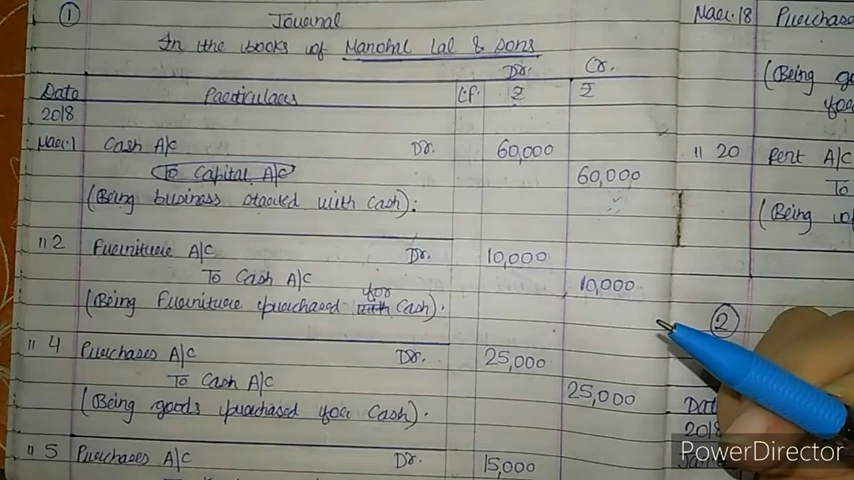 ① Journal
In the books of Manohar Lal & Sons
Date Particulars L.F. Dr. ₹ Cr. ₹
2018
Mar.1 Cash A/C Dr. 60,000
To Capital A/C 60,000
(Being business started with Cash).
" 2 Furniture A/C Dr. 10,000
To Cash A/C 10,000
(Being Furniture purchased for Cash).
" 4 Purchases A/C Dr. 25,000
To Cash A/C 25,000
(Being goods purchased for Cash).
" 5 Purchases A/C Dr. 15,000
Mar.18 Purchase
(Being
" 20 Rent A/C
To
(Being
②
2018
PowerDirector